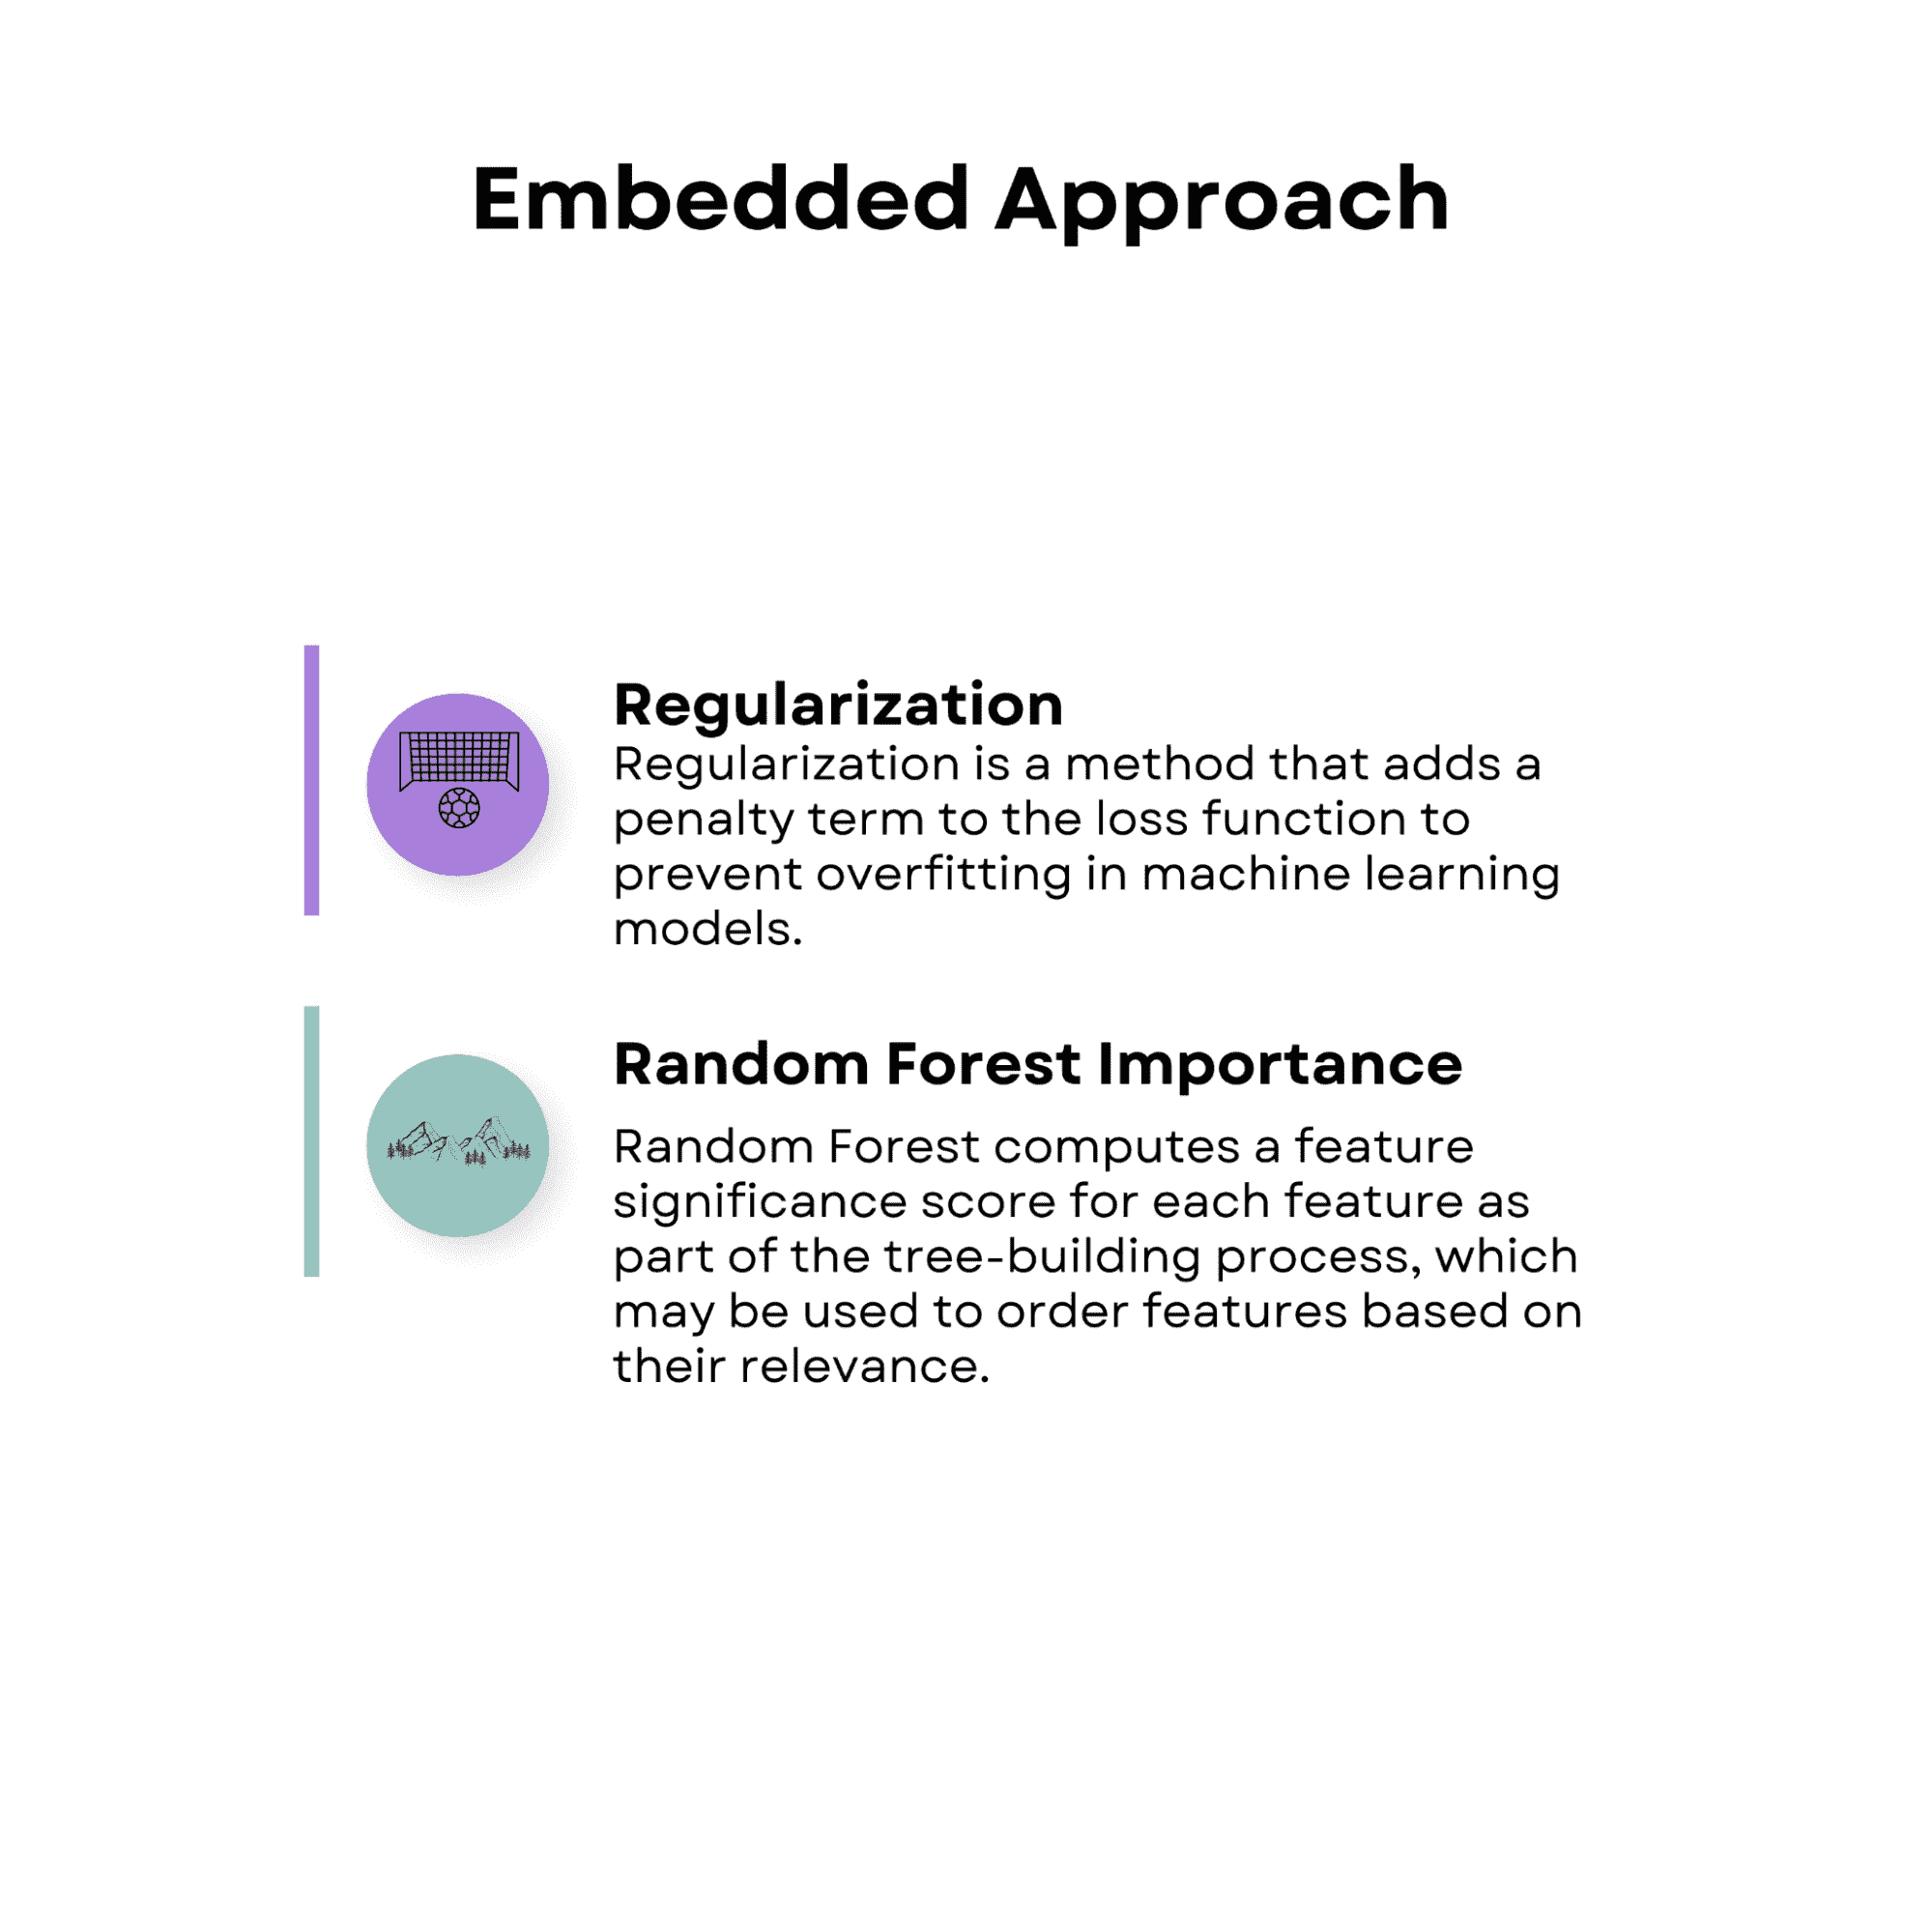 Embedded Approach
Regularization
Regularization is a method that adds a
penalty term to the loss function to
prevent overfitting in machine learning
models.
Random Forest Importance
Random Forest computes a feature
significance score for each feature as
part of the tree-building process, which
may be used to order features based on
their relevance.